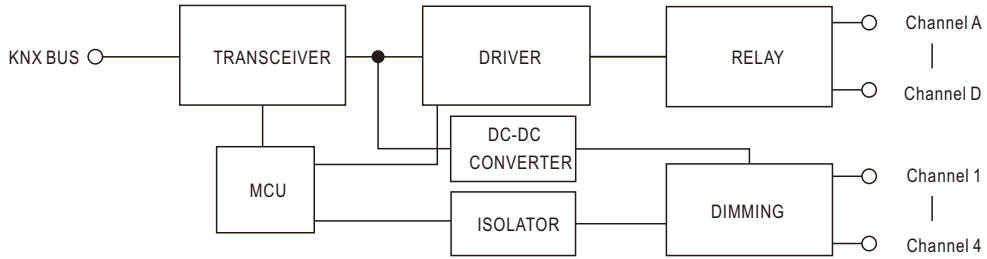 KNX BUS
TRANSCEIVER
DRIVER
RELAY
Channel A
Channel D
DC-DC
CONVERTER
MCU
ISOLATOR
DIMMING
Channel 1
Channel 4